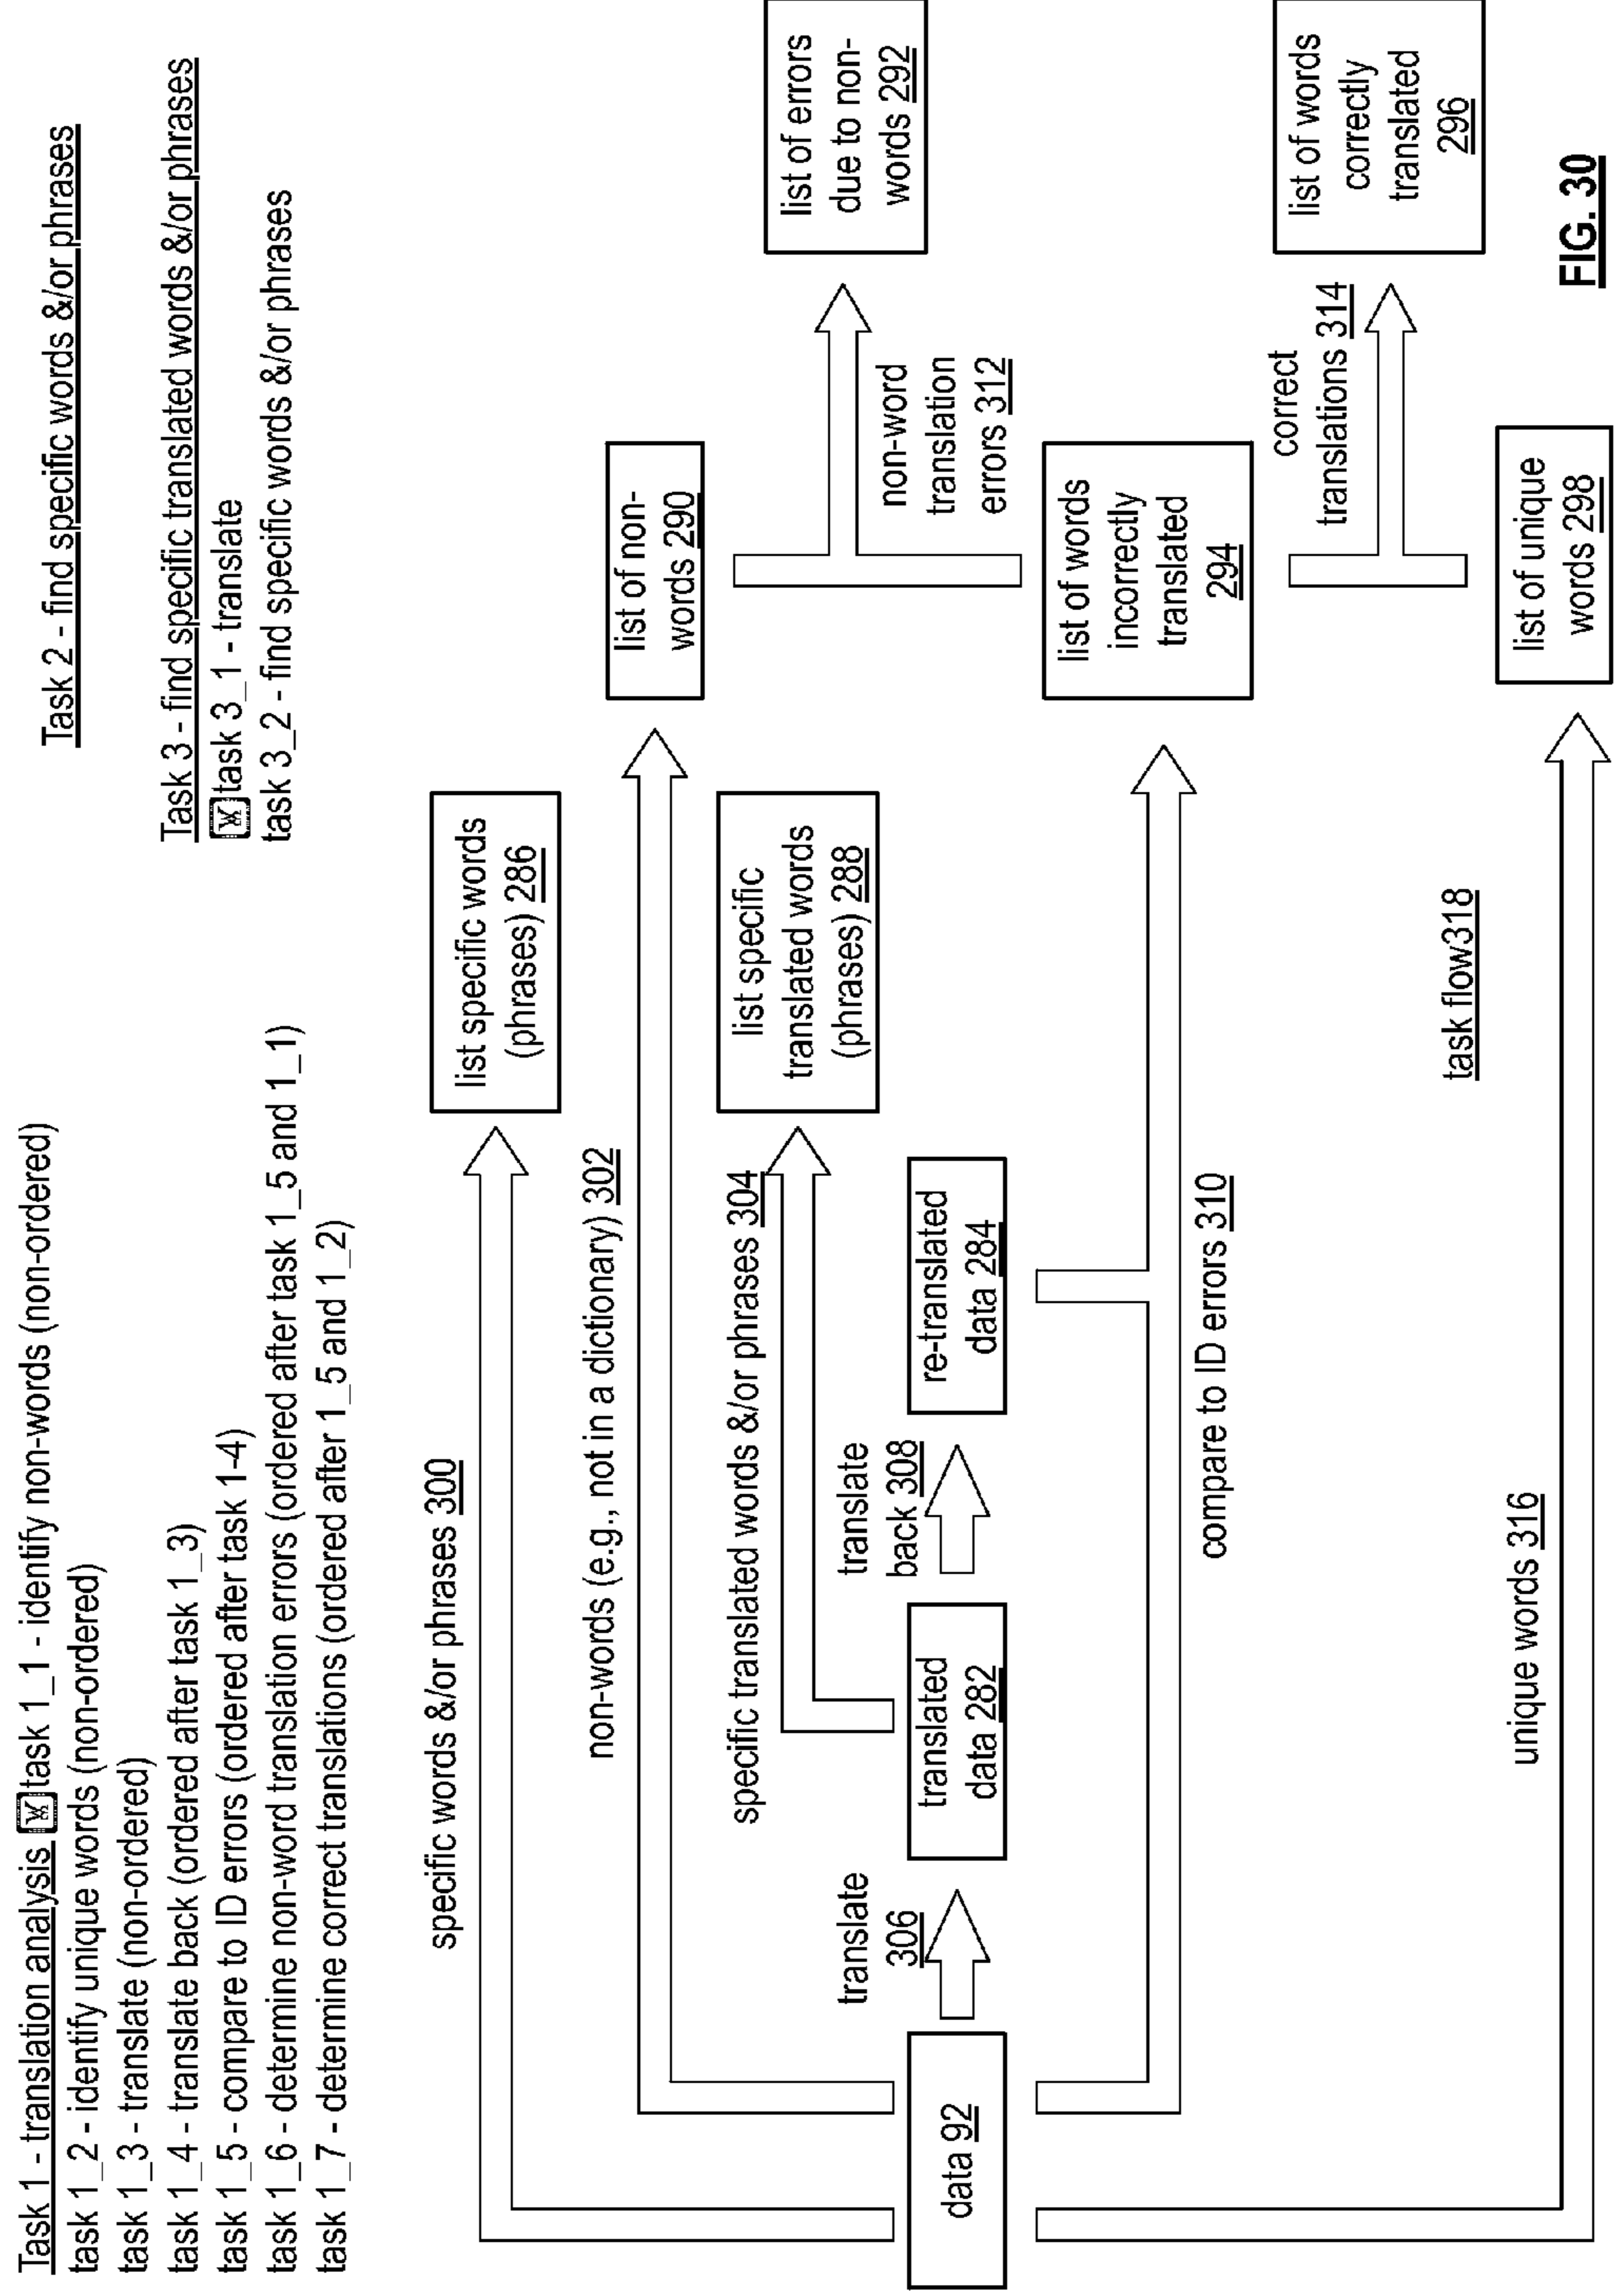 Task 1 - translation analysis task 1_1 - identify non-words (non-ordered)
task 1_2 - identify unique words (non-ordered)
task 1_3 - translate (non-ordered)
task 1_4 - translate back (ordered after task 1_3)
task 1_5 - compare to ID errors (ordered after task 1-4)
task 1_6 - determine non-word translation errors (ordered after task 1_5 and 1_1)
task 1_7 - determine correct translations (ordered after 1_5 and 1_2)
Task 2 - find specific words &/or phrases
Task 3 - find specific translated words &/or phrases
task 3_1 - translate
task 3_2 - find specific words &/or phrases
specific words &/or phrases 300
list specific words
(phrases) 286
non-words (e.g., not in a dictionary) 302
list of non-
words 290
specific translated words &/or phrases 304
list specific
translated words
(phrases) 288
list of errors
due to non-
words 292
data 92
translate
306
translated
data 282
translate
back 308
re-translated
data 284
non-word
translation
errors 312
compare to ID errors 310
list of words
incorrectly
translated
294
correct
translations 314
list of words
correctly
translated
296
task flow318
unique words 316
list of unique
words 298
FIG. 30